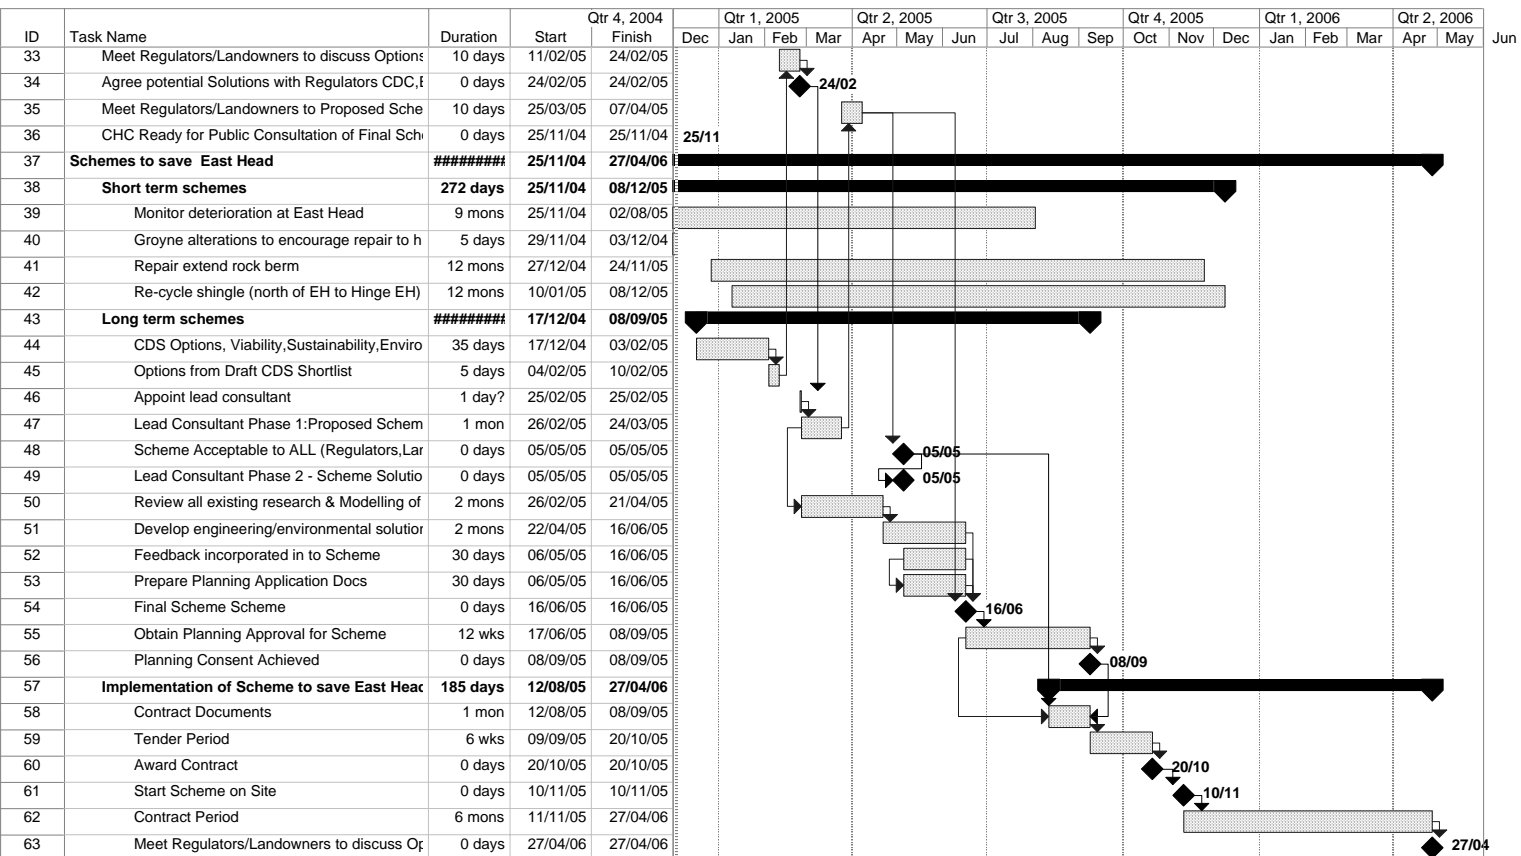 Qtr 4, 2004 Qtr 1, 2005 Qtr 2, 2005 Qtr 3, 2005 Qtr 4, 2005 Qtr 1, 2006 Qtr 2, 2006
ID Task Name Duration Start Finish Dec Jan Feb Mar Apr May Jun Jul Aug Sep Oct Nov Dec Jan Feb Mar Apr May Jun
33 Meet Regulators/Landowners to discuss Options 10 days 11/02/05 24/02/05
34 Agree potential Solutions with Regulators CDC,E 0 days 24/02/05 24/02/05 24/02
35 Meet Regulators/Landowners to Proposed Sche 10 days 25/03/05 07/04/05
36 CHC Ready for Public Consultation of Final Sch 0 days 25/11/04 25/11/04 25/11
37 Schemes to save East Head ######### 25/11/04 27/04/06
38 Short term schemes 272 days 25/11/04 08/12/05
39 Monitor deterioration at East Head 9 mons 25/11/04 02/08/05
40 Groyne alterations to encourage repair to h 5 days 29/11/04 03/12/04
41 Repair extend rock berm 12 mons 27/12/04 24/11/05
42 Re-cycle shingle (north of EH to Hinge EH) 12 mons 10/01/05 08/12/05
43 Long term schemes ######### 17/12/04 08/09/05
44 CDS Options, Viability,Sustainability,Enviro 35 days 17/12/04 03/02/05
45 Options from Draft CDS Shortlist 5 days 04/02/05 10/02/05
46 Appoint lead consultant 1 day? 25/02/05 25/02/05
47 Lead Consultant Phase 1:Proposed Schem 1 mon 26/02/05 24/03/05
48 Scheme Acceptable to ALL (Regulators,Lar 0 days 05/05/05 05/05/05 05/05
49 Lead Consultant Phase 2 - Scheme Solutio 0 days 05/05/05 05/05/05 05/05
50 Review all existing research & Modelling of 2 mons 26/02/05 21/04/05
51 Develop engineering/environmental solution 2 mons 22/04/05 16/06/05
52 Feedback incorporated in to Scheme 30 days 06/05/05 16/06/05
53 Prepare Planning Application Docs 30 days 06/05/05 16/06/05
54 Final Scheme Scheme 0 days 16/06/05 16/06/05 16/06
55 Obtain Planning Approval for Scheme 12 wks 17/06/05 08/09/05
56 Planning Consent Achieved 0 days 08/09/05 08/09/05 08/09
57 Implementation of Scheme to save East Head 185 days 12/08/05 27/04/06
58 Contract Documents 1 mon 12/08/05 08/09/05
59 Tender Period 6 wks 09/09/05 20/10/05
60 Award Contract 0 days 20/10/05 20/10/05 20/10
61 Start Scheme on Site 0 days 10/11/05 10/11/05 10/11
62 Contract Period 6 mons 11/11/05 27/04/06
63 Meet Regulators/Landowners to discuss Op 0 days 27/04/06 27/04/06 27/04